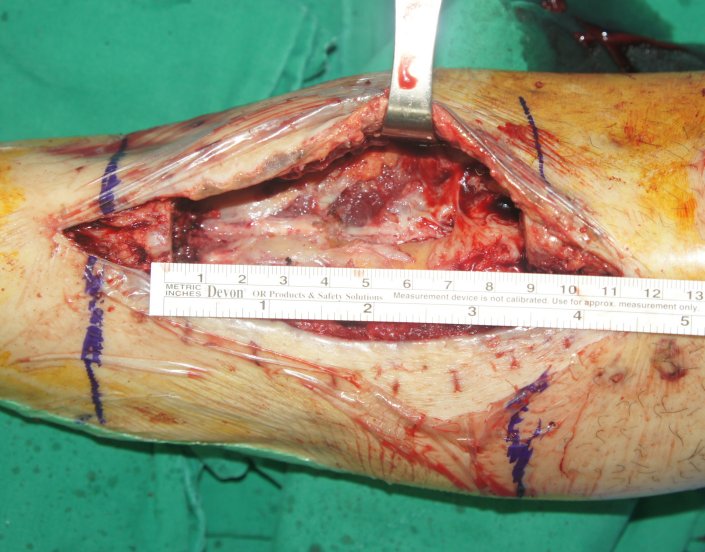 1 2 3 4 5 6 7 8 9 10 11 12 13
METRIC
INCHES Devon OR Products & Safety Solutions Measurement device is not calibrated. Use for approx. measurement only
1 2 3 4 5